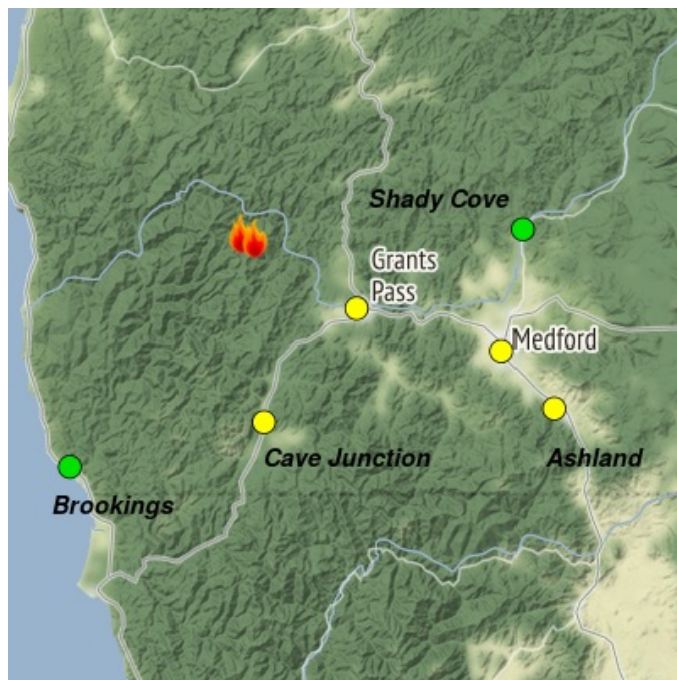 Shady Cove
Grants
Pass
Medford
Cave Junction
Ashland
Brookings